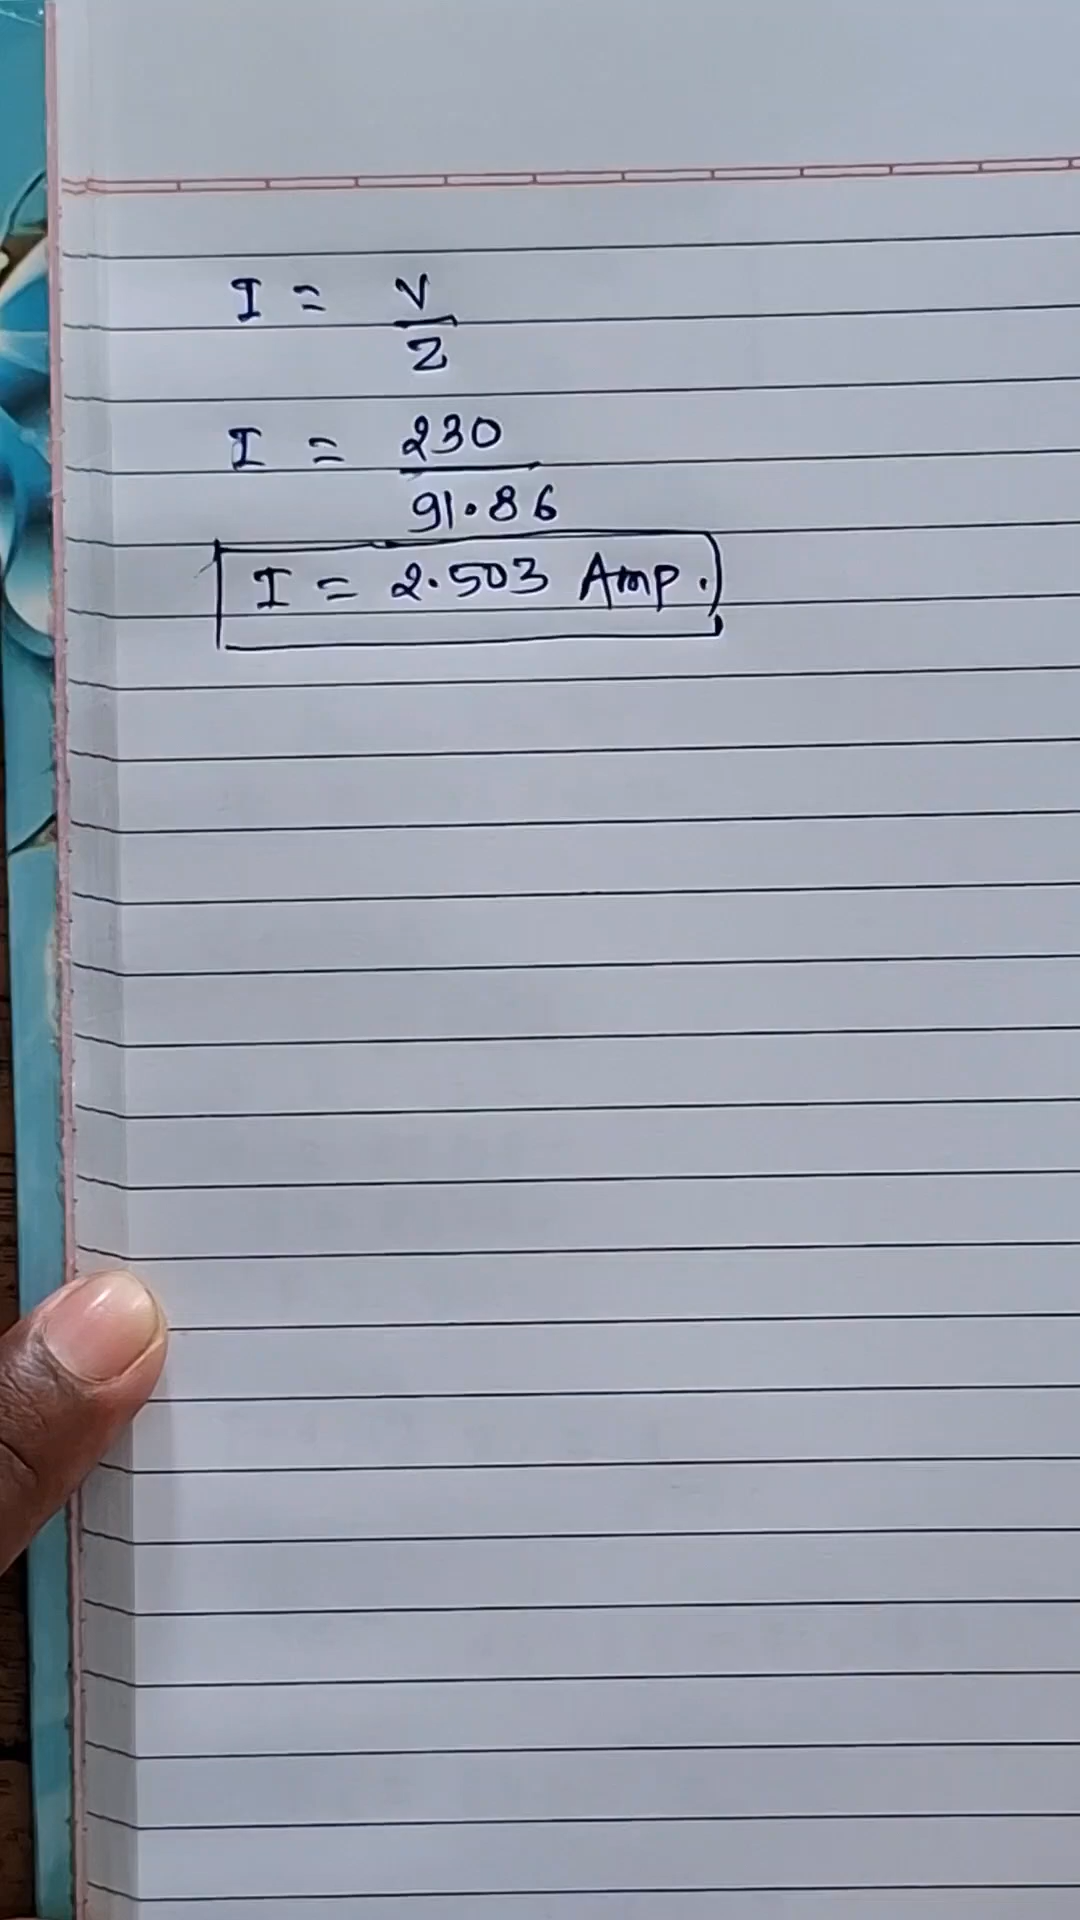 I = V
Z
I = 230
91.86
I = 2.503 Amp.